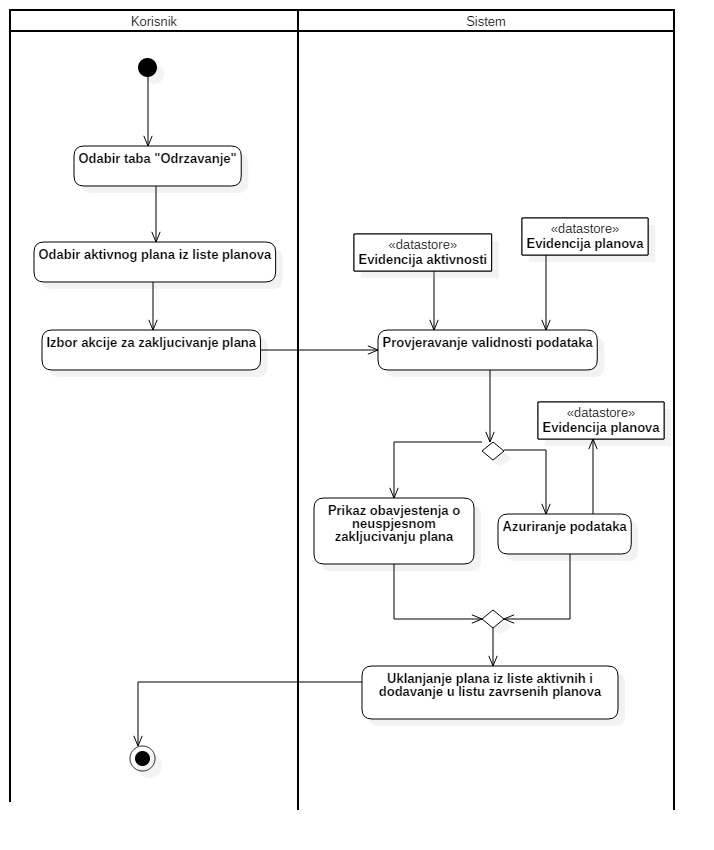 Korisnik
Sistem
Odabir taba "Odrzavanje"
Odabir aktivnog plana iz liste planova
«datastore»
Evidencija aktivnosti
«datastore»
Evidencija planova
Izbor akcije za zakljucivanje plana
Provjeravanje validnosti podataka
«datastore»
Evidencija planova
Prikaz obavjestenja o
neuspjesnom
zakljucivanju plana
Azuriranje podataka
Uklanjanje plana iz liste aktivnih i
dodavanje u listu zavrsenih planova